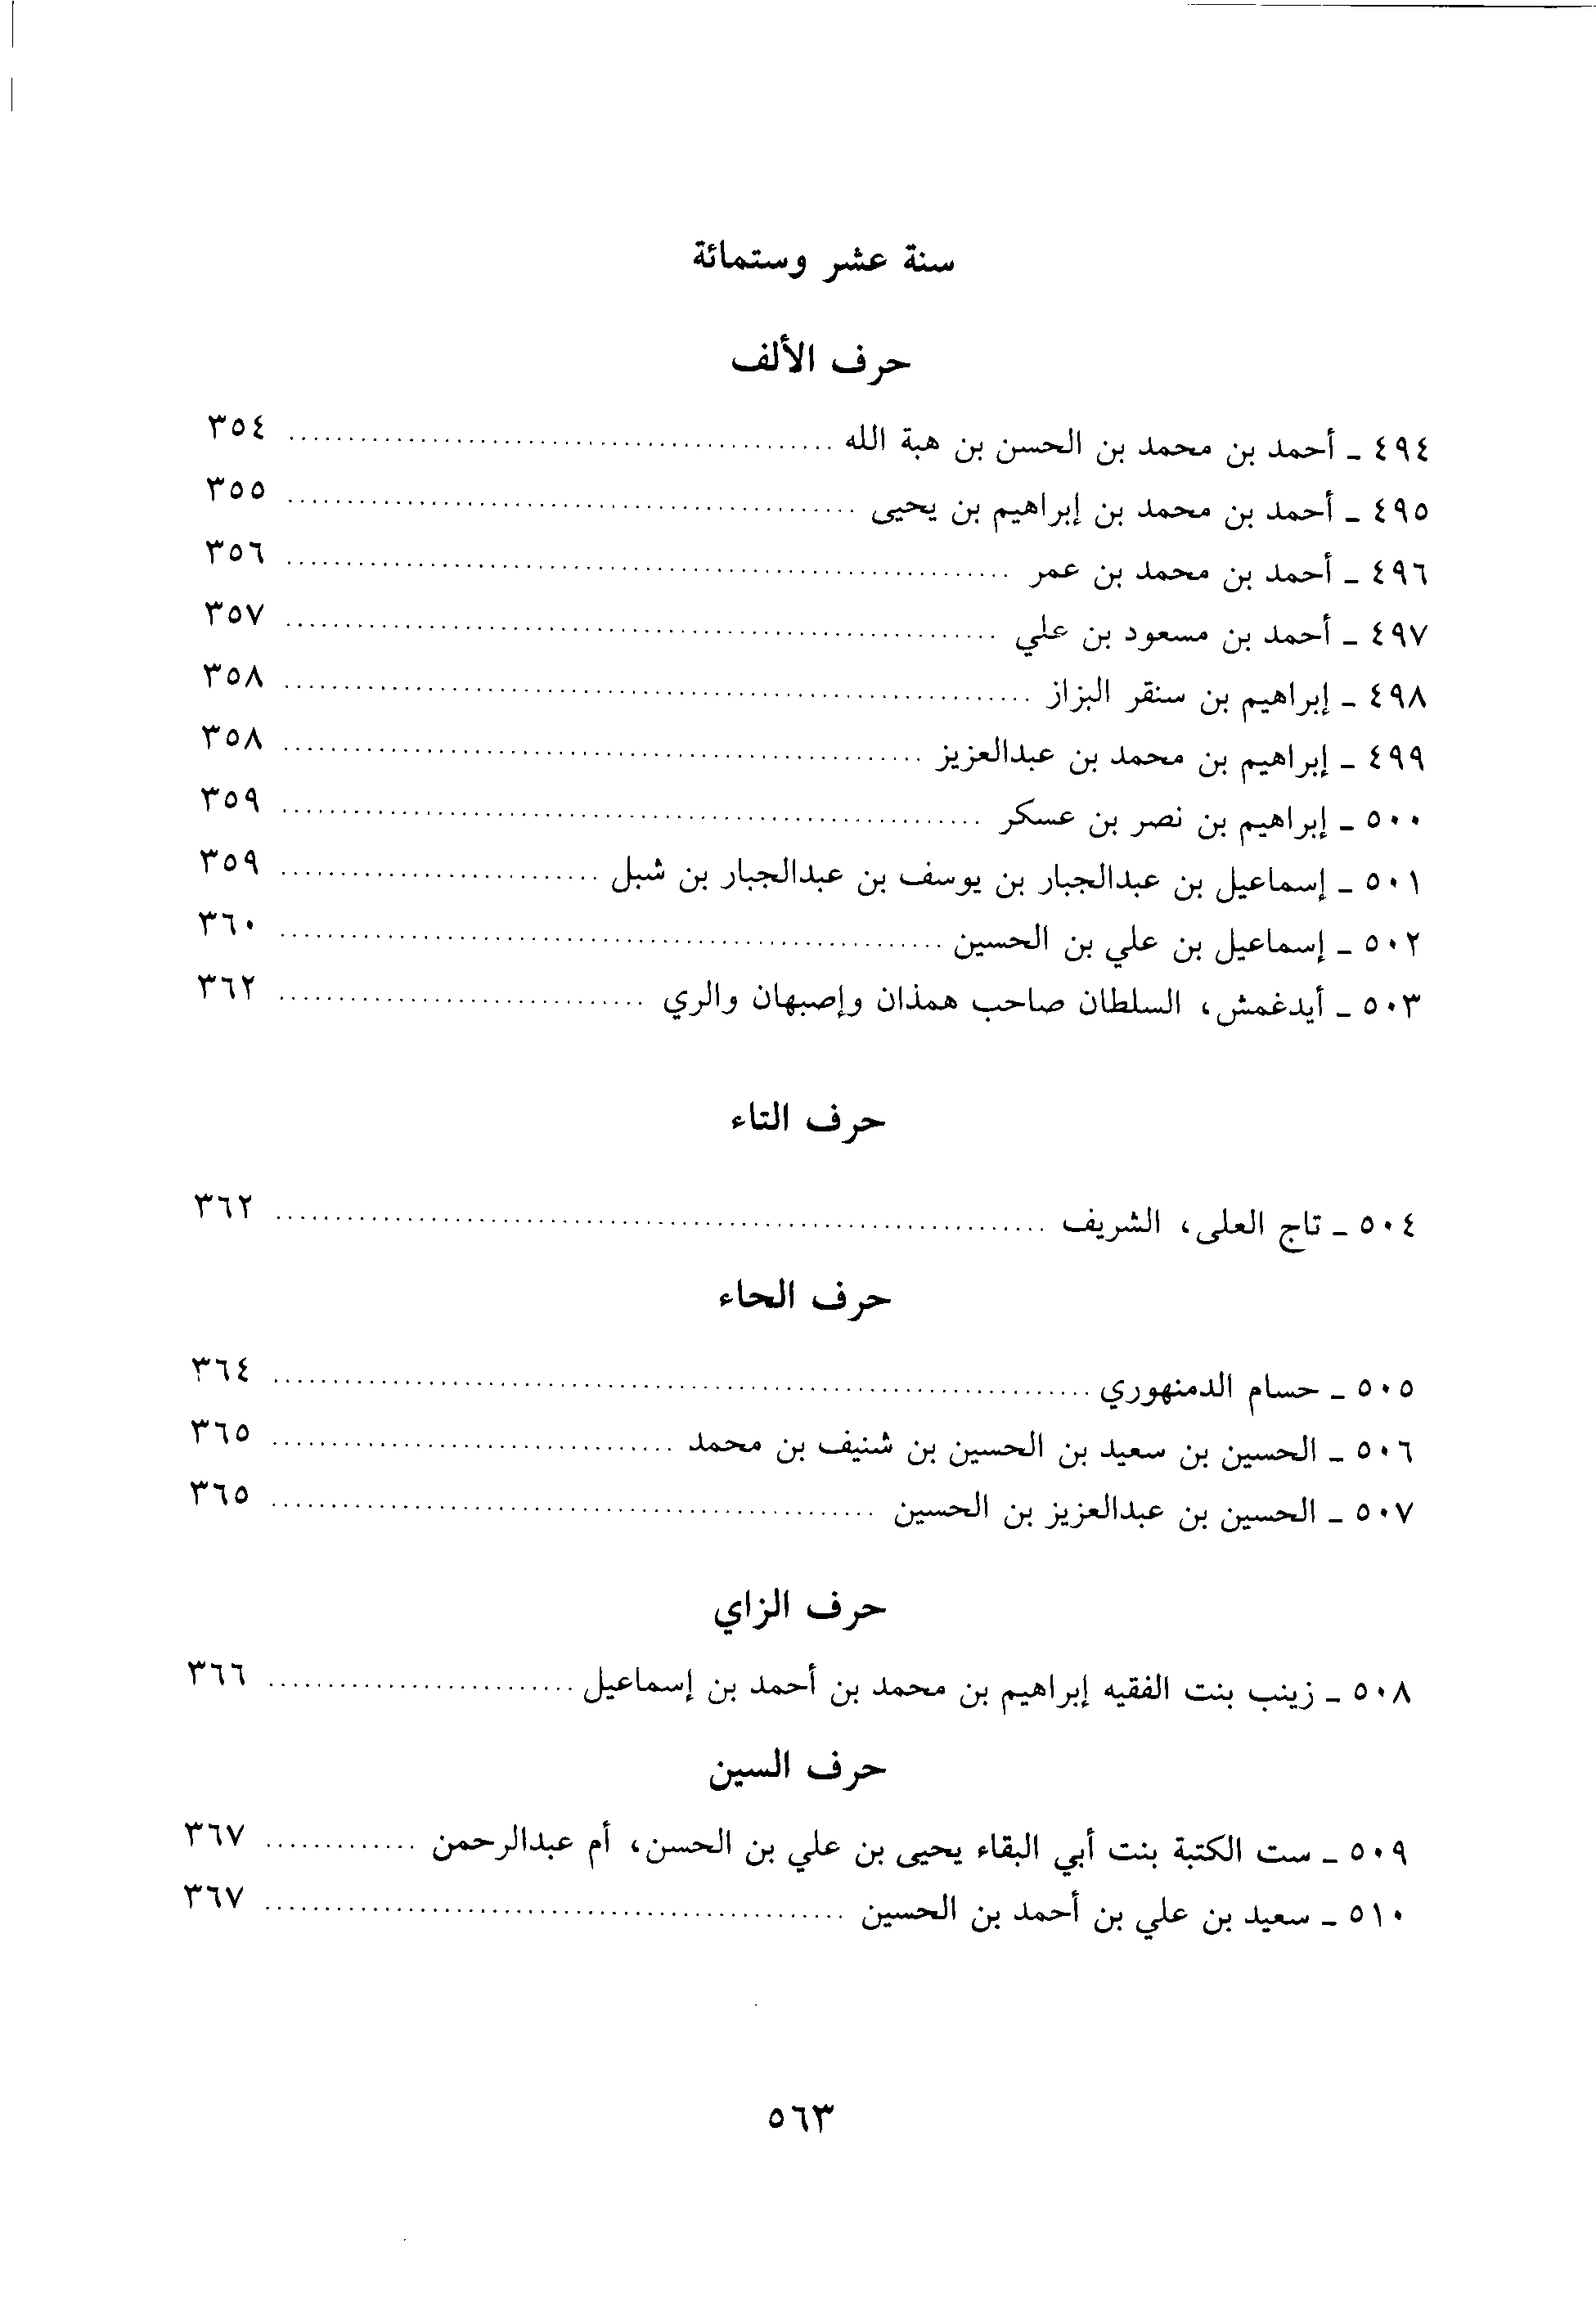 سنة عشر وستمائة
حرف الألف
٤٩٤ - أحمد بن محمد بن الحسن بن هبة الله ٣٥٤
٤٩٥ - أحمد بن محمد بن إبراهيم بن يحيى ٣٥٥
٤٩٦ - أحمد بن محمد بن عمر ٣٥٦
٤٩٧ - أحمد بن مسعود بن علي ٣٥٧
٤٩٨ - إبراهيم بن سنقر البزاز ٣٥٨
٤٩٩ - إبراهيم بن محمد بن عبدالعزيز ٣٥٨
٥٠٠ - إبراهيم بن نصر بن عسكر ٣٥٩
٥٠١ - إسماعيل بن عبدالجبار بن يوسف بن عبدالجبار بن شبل ٣٥٩
٥٠٢ - إسماعيل بن علي بن الحسين ٣٦٠
٥٠٣ - أيدغمش، السلطان صاحب همذان وإصبهان والري ٣٦٢
حرف التاء
٥٠٤ - تاج العلى، الشريف ٣٦٢
حرف الحاء
٥٠٥ - حسام الدمنهوري ٣٦٤
٥٠٦ - الحسين بن سعيد بن الحسين بن شنيف بن محمد ٣٦٥
٥٠٧ - الحسين بن عبدالعزيز بن الحسين ٣٦٥
حرف الزاي
٥٠٨ - زينب بنت الفقيه إبراهيم بن محمد بن أحمد بن إسماعيل ٣٦٦
حرف السين
٥٠٩ - ست الكتبة بنت أبي البقاء يحيى بن علي بن الحسن، أم عبدالرحمن ٣٦٧
٥١٠ - سعيد بن علي بن أحمد بن الحسين ٣٦٧
٥٦٣